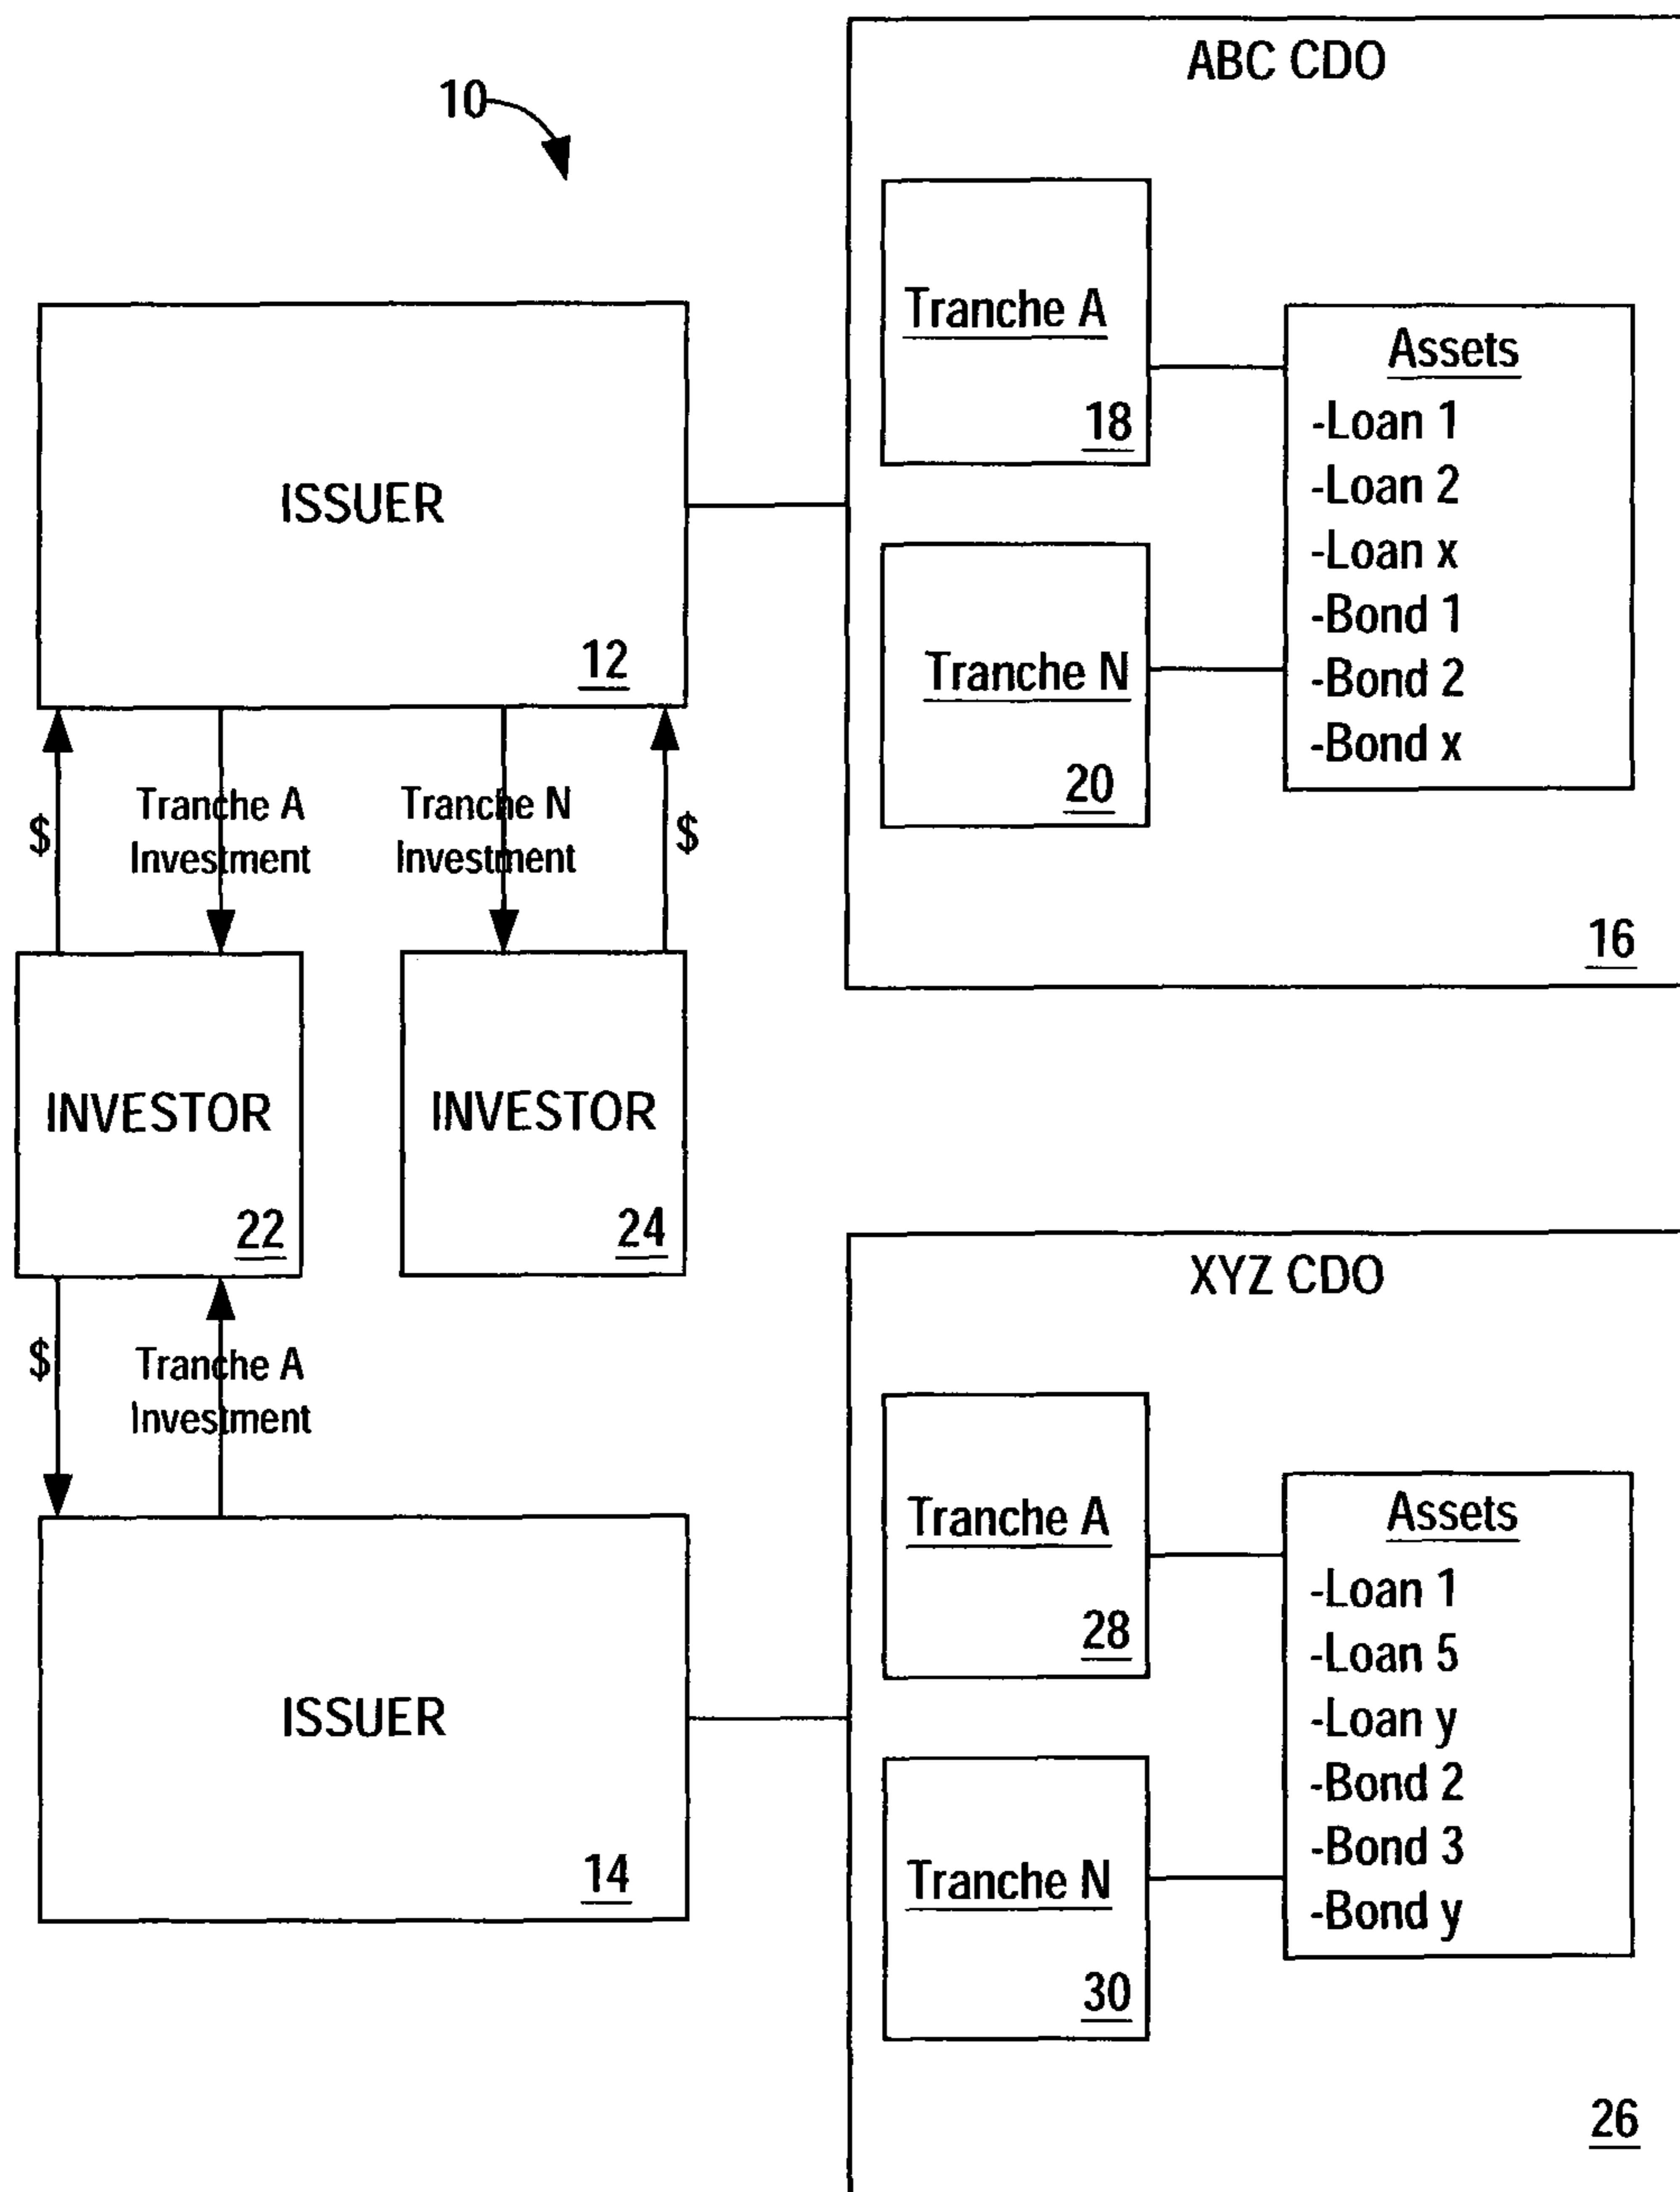 10
ABC CDO
Tranche A
18
Tranche N
20
Assets
-Loan 1
-Loan 2
-Loan x
-Bond 1
-Bond 2
-Bond x
16
ISSUER
12
$
Tranche A
Investment
Tranche N
Investment
$
INVESTOR
22
INVESTOR
24
$
Tranche A
Investment
ISSUER
14
XYZ CDO
Tranche A
28
Tranche N
30
Assets
-Loan 1
-Loan 5
-Loan y
-Bond 2
-Bond 3
-Bond y
26